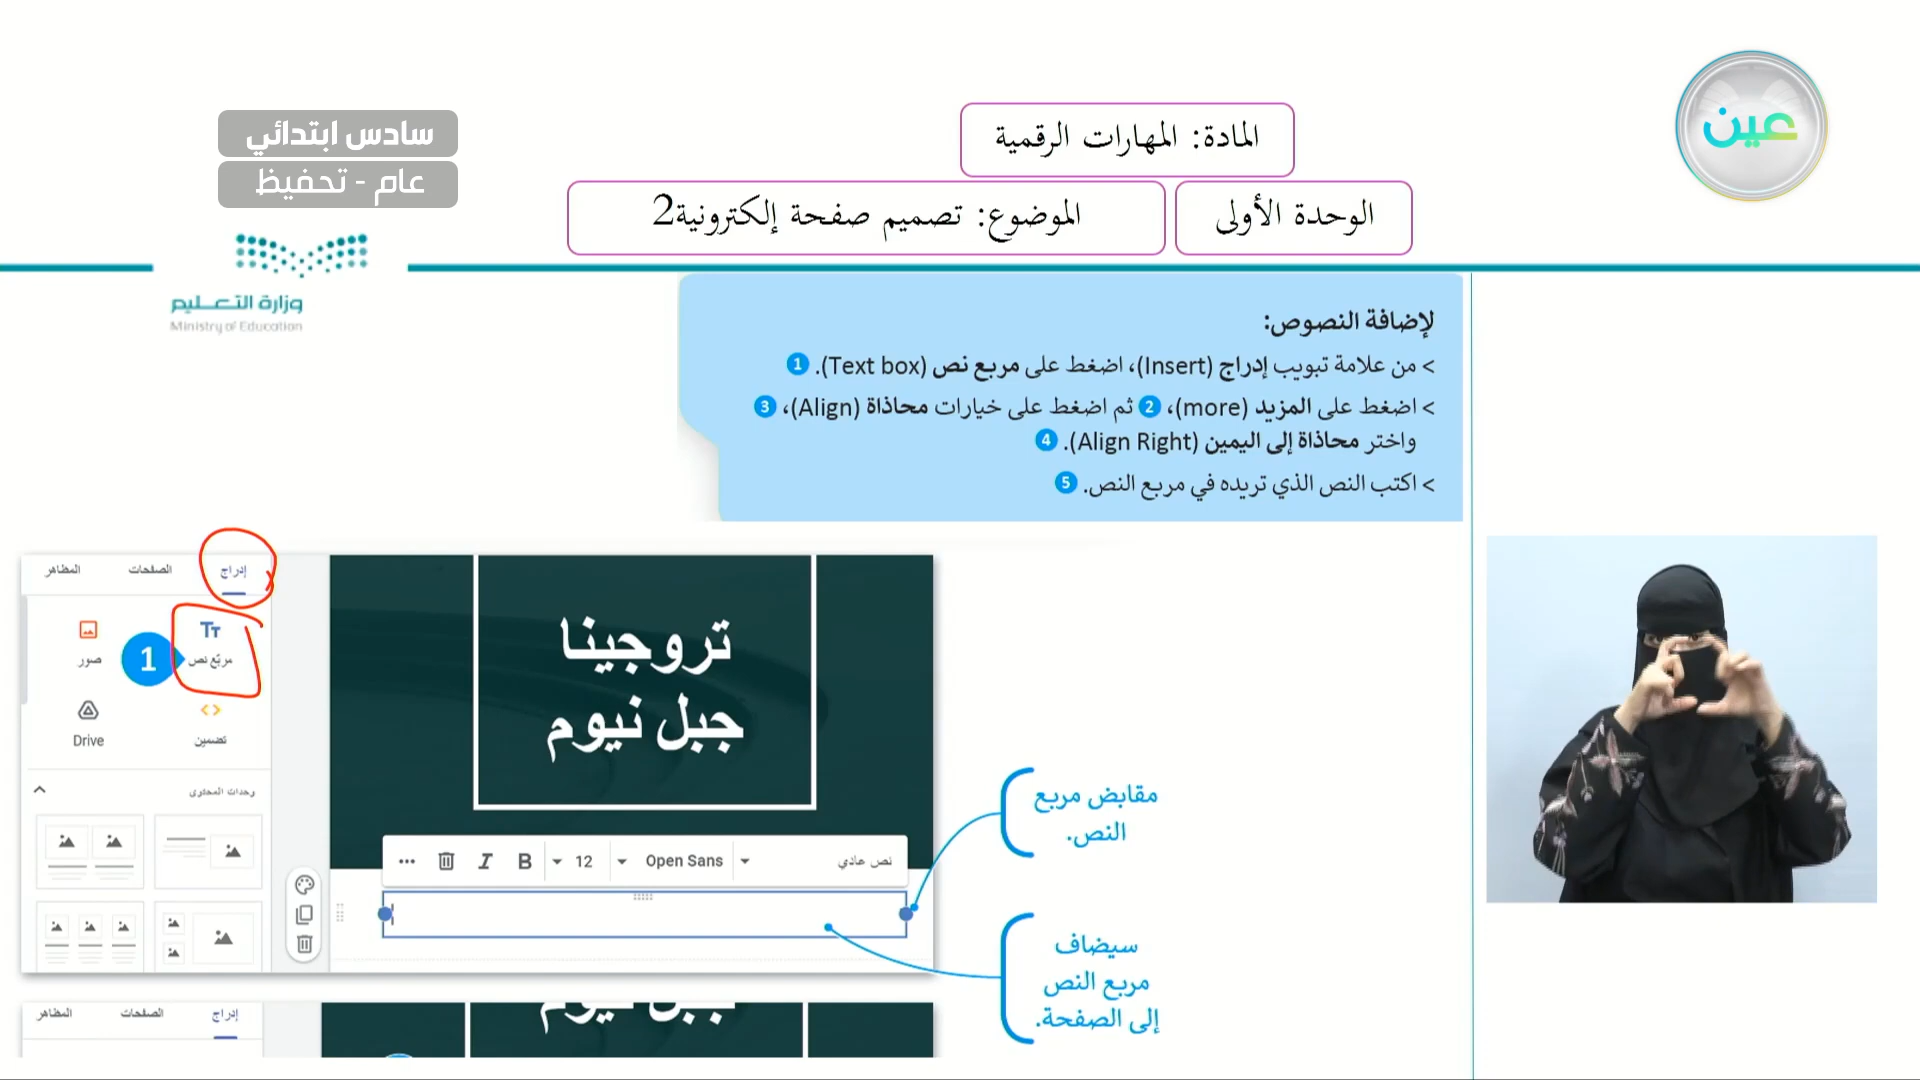 عين
سادس ابتدائي
عام - تحفيظ
المادة: المهارات الرقمية
الوحدة الأولى
الموضوع: تصميم صفحة إلكترونية2
وزارة التعليم
Ministry of Education
لإضافة النصوص:
> من علامة تبويب إدراج (Insert)، اضغط على مربع نص (Text box). 1
> اضغط على المزيد (more)، 2 ثم اضغط على خيارات محاذاة (Align)، 3
واختر محاذاة إلى اليمين (Align Right). 4
> اكتب النص الذي تريده في مربع النص. 5
إدراج الصفحات المظاهر
مربّع نص 1 صور
تضمين Drive
وحدات المحتوى
تروجينا
جبل نيوم
نص عادي Open Sans 12 B I
مقابض مربع
النص.
سيضاف
مربع النص
إلى الصفحة.
إدراج الصفحات المظاهر
جبل نيوم